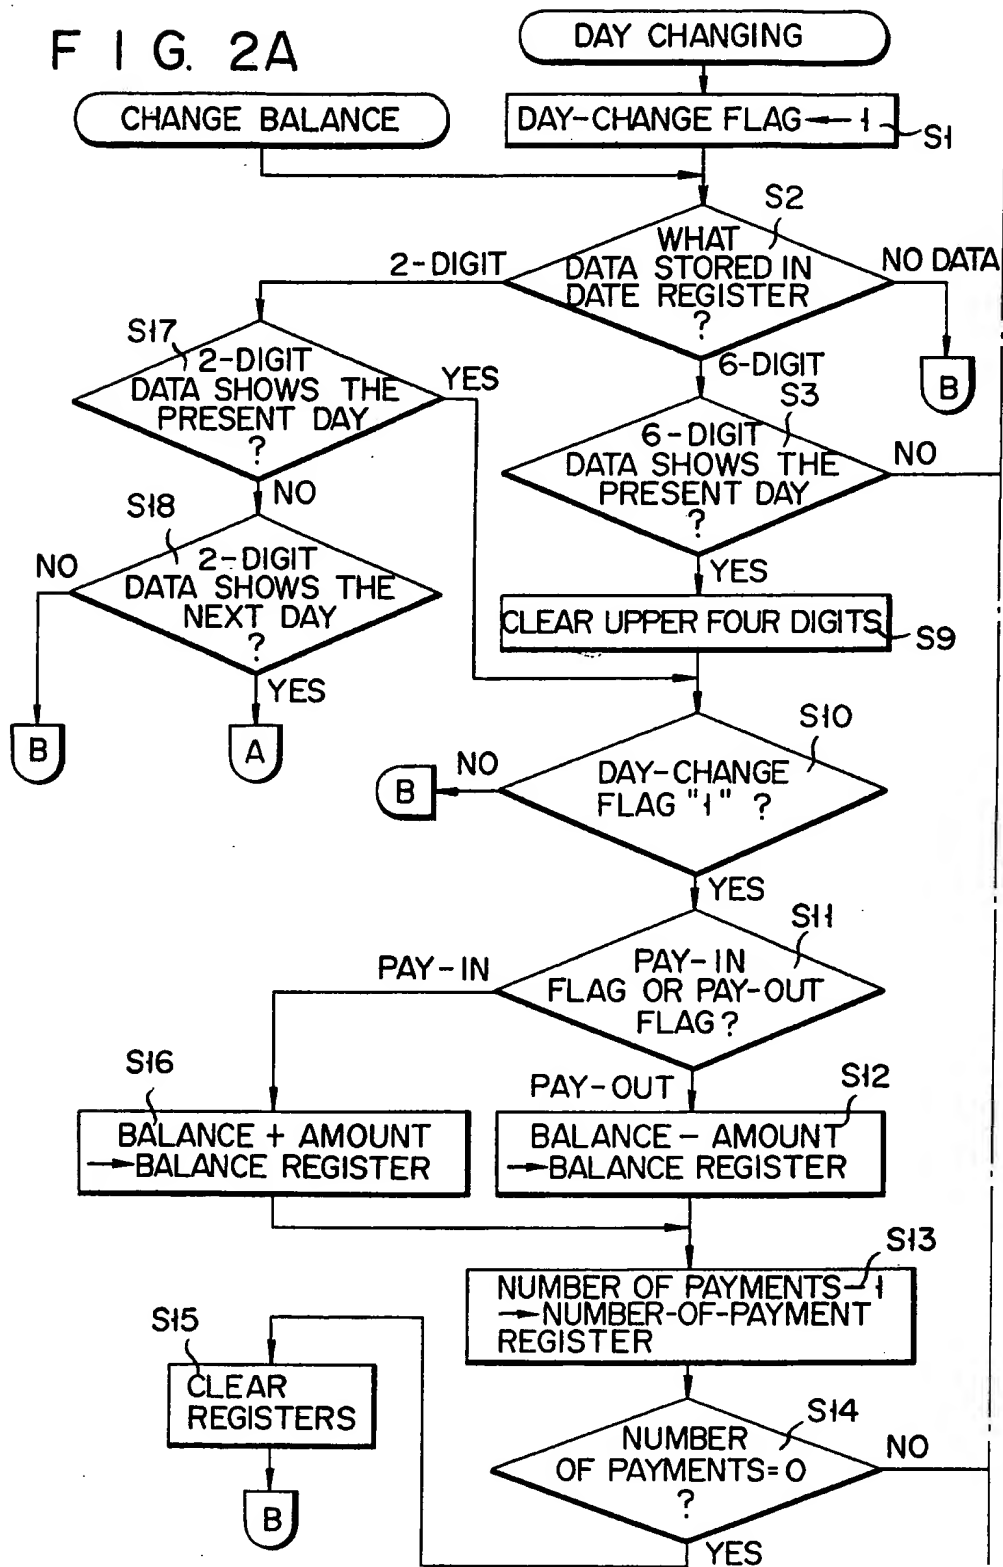 FIG. 2A
DAY CHANGING
CHANGE BALANCE
DAY-CHANGE FLAG ← 1
S1
S2
WHAT
DATA STORED IN
DATE REGISTER
?
2-DIGIT
NO DATA
B
6-DIGIT
S17
2-DIGIT
DATA SHOWS THE
PRESENT DAY
?
YES
NO
S3
6-DIGIT
DATA SHOWS THE
PRESENT DAY
?
NO
YES
S18
2-DIGIT
DATA SHOWS THE
NEXT DAY
?
NO
YES
B
A
CLEAR UPPER FOUR DIGITS
S9
S10
DAY-CHANGE
FLAG "1" ?
NO
B
YES
S11
PAY-IN
FLAG OR PAY-OUT
FLAG?
PAY-IN
PAY-OUT
S16
BALANCE + AMOUNT
→ BALANCE REGISTER
S12
BALANCE - AMOUNT
→ BALANCE REGISTER
S13
NUMBER OF PAYMENTS-1
→ NUMBER-OF-PAYMENT
REGISTER
S15
CLEAR
REGISTERS
B
S14
NUMBER
OF PAYMENTS=0
?
NO
YES